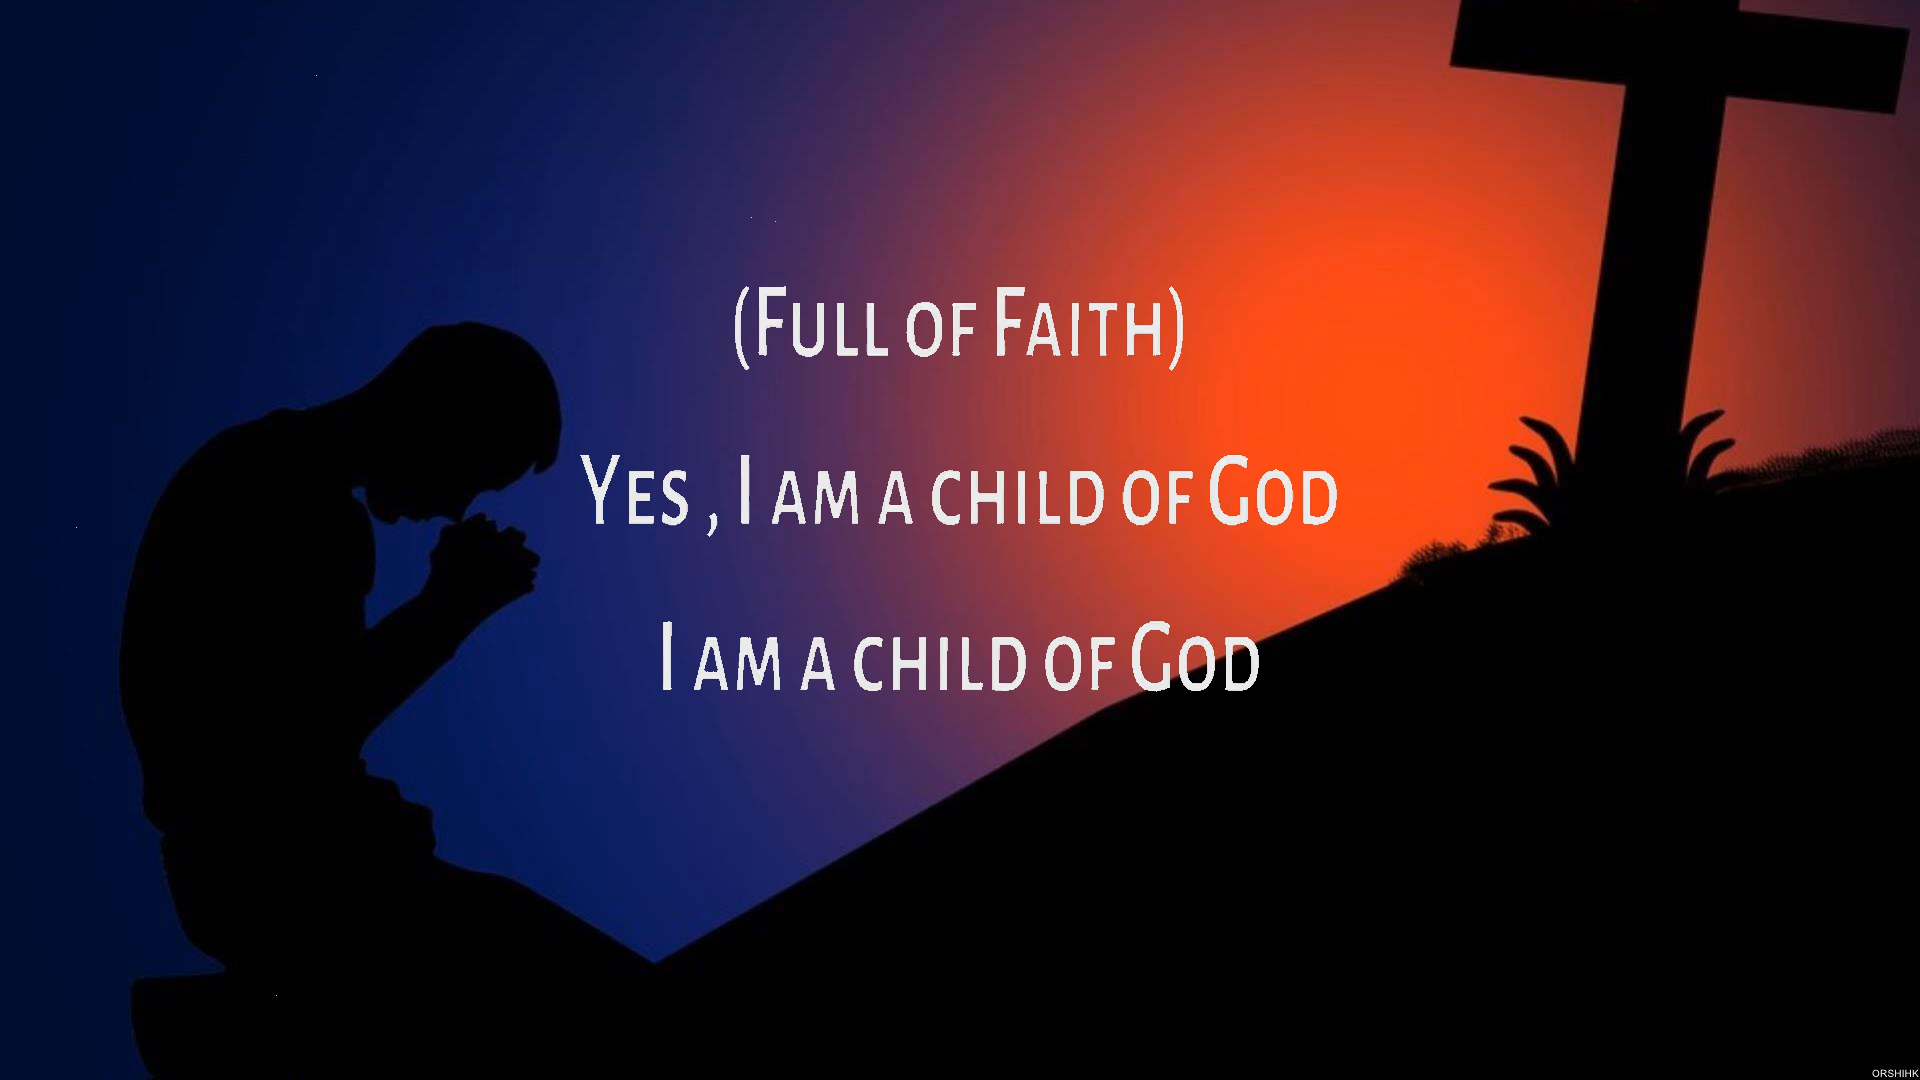 (Full of Faith)
Yes , I am a child of God
I am a child of God
ORSHIHK